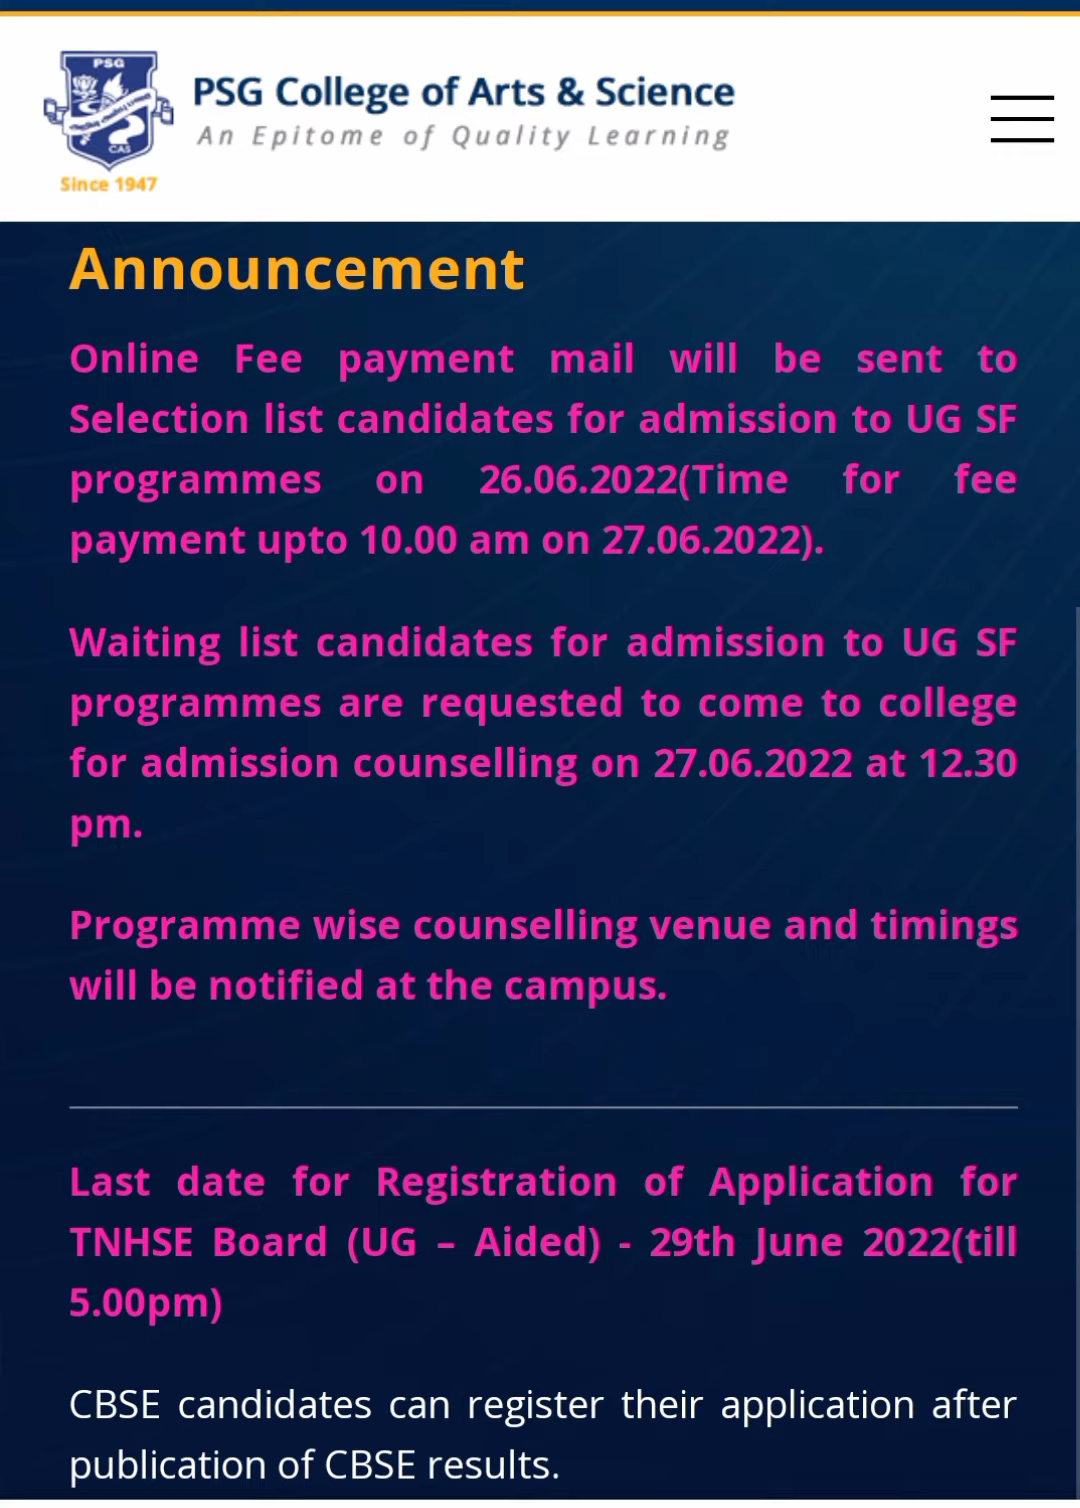 PSG
CAS
Since 1947
PSG College of Arts & Science
An Epitome of Quality Learning
Announcement
Online Fee payment mail will be sent to
Selection list candidates for admission to UG SF
programmes on 26.06.2022(Time for fee
payment upto 10.00 am on 27.06.2022).
Waiting list candidates for admission to UG SF
programmes are requested to come to college
for admission counselling on 27.06.2022 at 12.30
pm.
Programme wise counselling venue and timings
will be notified at the campus.
Last date for Registration of Application for
TNHSE Board (UG – Aided) - 29th June 2022(till
5.00pm)
CBSE candidates can register their application after
publication of CBSE results.